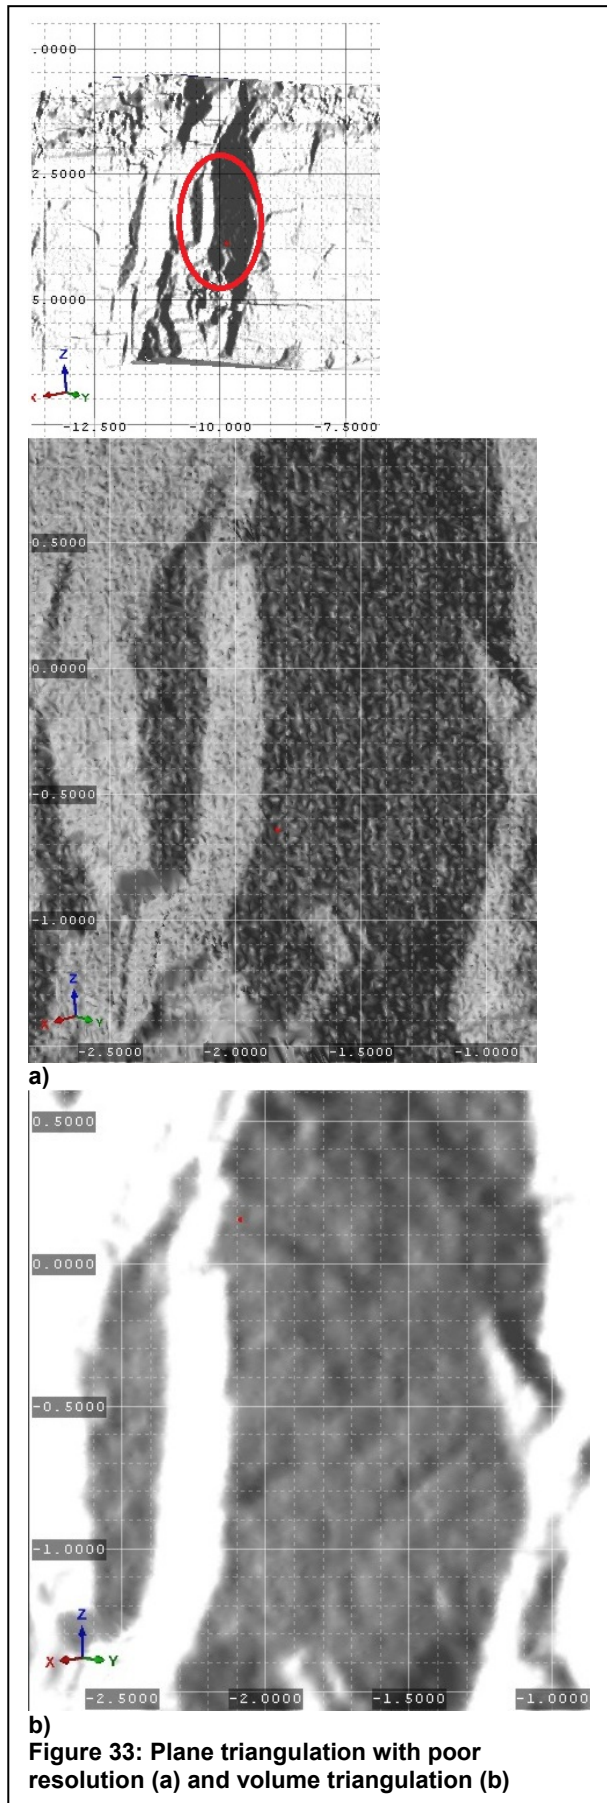 .0000
2.5000
5.0000
Z
X Y
-12.500 -10.000 -7.5000
0.5000
0.0000
-0.5000
-1.0000
Z
X Y
-2.5000 -2.0000 -1.5000 -1.0000
a)
0.5000
0.0000
-0.5000
-1.0000
Z
X Y
-2.5000 -2.0000 -1.5000 -1.0000
b)
Figure 33: Plane triangulation with poor
resolution (a) and volume triangulation (b)